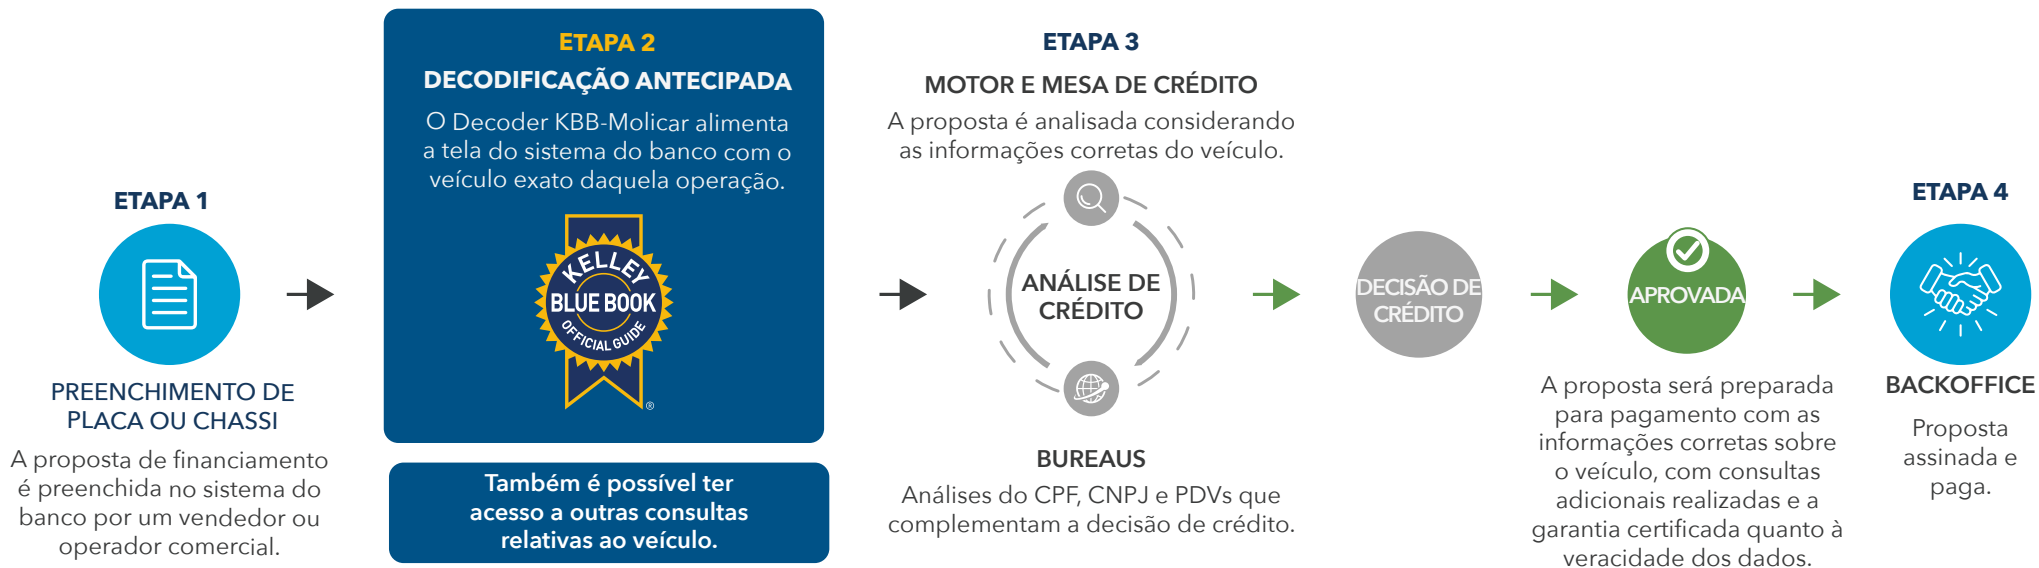 ETAPA 1
PREENCHIMENTO DE
PLACA OU CHASSI
A proposta de financiamento
é preenchida no sistema do
banco por um vendedor ou
operador comercial.
ETAPA 2
DECODIFICAÇÃO ANTECIPADA
O Decoder KBB-Molicar alimenta
a tela do sistema do banco com o
veículo exato daquela operação.
KELLEY
BLUE BOOK
OFFICIAL GUIDE
®
Também é possível ter
acesso a outras consultas
relativas ao veículo.
ETAPA 3
MOTOR E MESA DE CRÉDITO
A proposta é analisada considerando
as informações corretas do veículo.
ANÁLISE DE
CRÉDITO
BUREAUS
Análises do CPF, CNPJ e PDVs que
complementam a decisão de crédito.
DECISÃO DE
CRÉDITO
APROVADA
A proposta será preparada
para pagamento com as
informações corretas sobre
o veículo, com consultas
adicionais realizadas e a
garantia certificada quanto à
veracidade dos dados.
ETAPA 4
BACKOFFICE
Proposta
assinada e
paga.